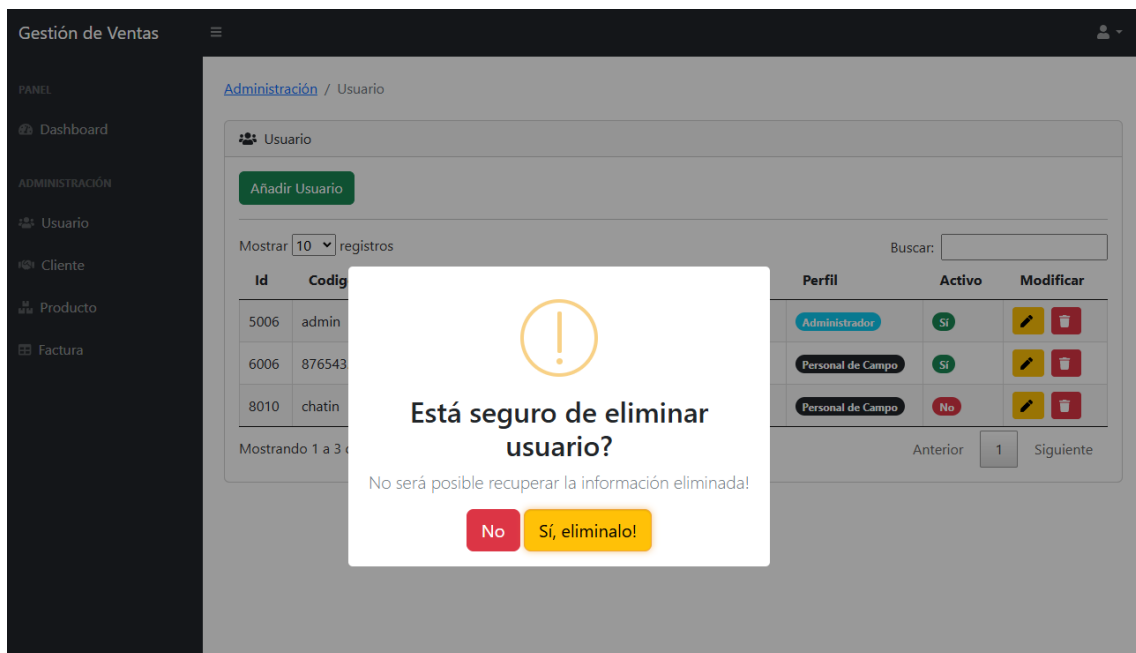 Gestión de Ventas
PANEL
Dashboard
ADMINISTRACIÓN
Usuario
Cliente
Producto
Factura
Administración / Usuario
Usuario
Añadir Usuario
Mostrar 10 registros
Buscar:
Id Codig Perfil Activo Modificar
5006 admin Administrador Sí
6006 876543 Personal de Campo Sí
8010 chatin Personal de Campo No
Mostrando 1 a 3 Anterior 1 Siguiente
Está seguro de eliminar
usuario?
No será posible recuperar la información eliminada!
No Sí, eliminalo!